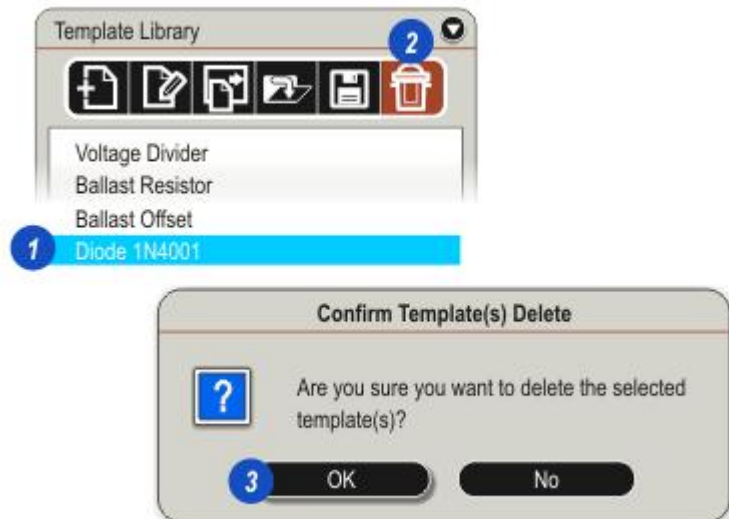 Template Library
2
Voltage Divider
Ballast Resistor
Ballast Offset
1 Diode 1N4001
Confirm Template(s) Delete
?
Are you sure you want to delete the selected
template(s)?
3 OK No